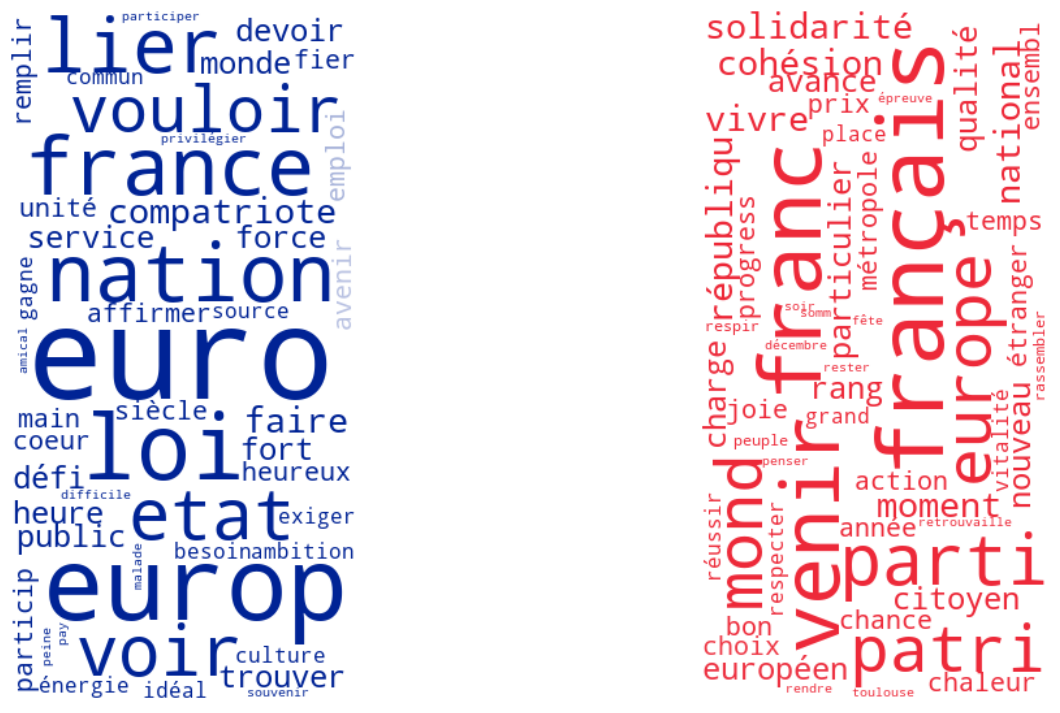 participer
lier
devoir
remplir
monde
fier
commun
vouloir
emploi
privilégier
france
unité
compatriote
service
force
nation
avenir
gagne
affirmer
source
amical
euro
siècle
main
faire
coeur
loi
fort
défi
heureux
difficile
heure
etat
exiger
public
besoin
ambition
malade
europ
particip
peine
pay
voir
culture
trouver
énergie
idéal
souvenir
solidarité
cohésion
avance
prix
épreuve
vivre
place
français
qualité
national
ensembl
républiqu
progress
franc
particulier
métropole
temps
soir
somm
fête
respir
décembre
rester
charge
rang
europe
étranger
rassembler
joie
grand
peuple
penser
vitalité
nouveau
mond
venir
action
moment
année
retrouvaille
réussir
respecter
parti
citoyen
chance
bon
choix
européen
patri
chaleur
rendre
toulouse